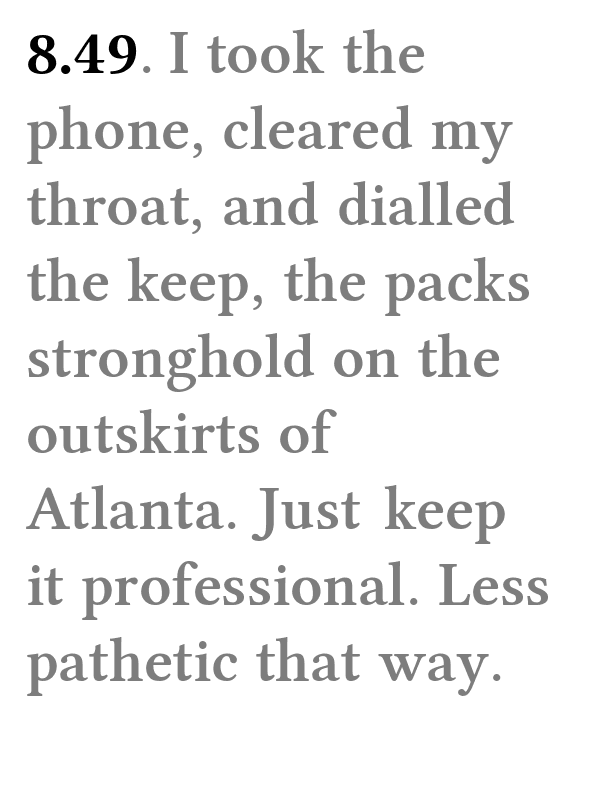 8.49. I took the
phone, cleared my
throat, and dialled
the keep, the packs
stronghold on the
outskirts of
Atlanta. Just keep
it professional. Less
pathetic that way.